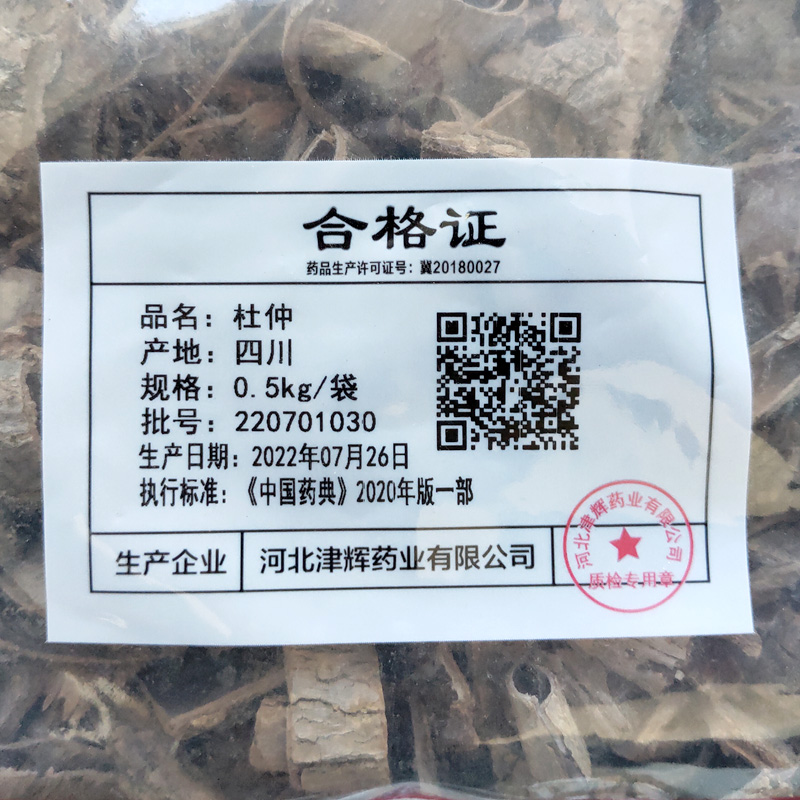 合格证
药品生产许可证号：冀20180027
品名：杜仲
产地：四川
规格：0.5kg/袋
批号：220701030
生产日期：2022年07月26日
执行标准：《中国药典》2020年版一部
生产企业
河北津辉药业有限公司
河北津辉药业有限公司
质检专用章